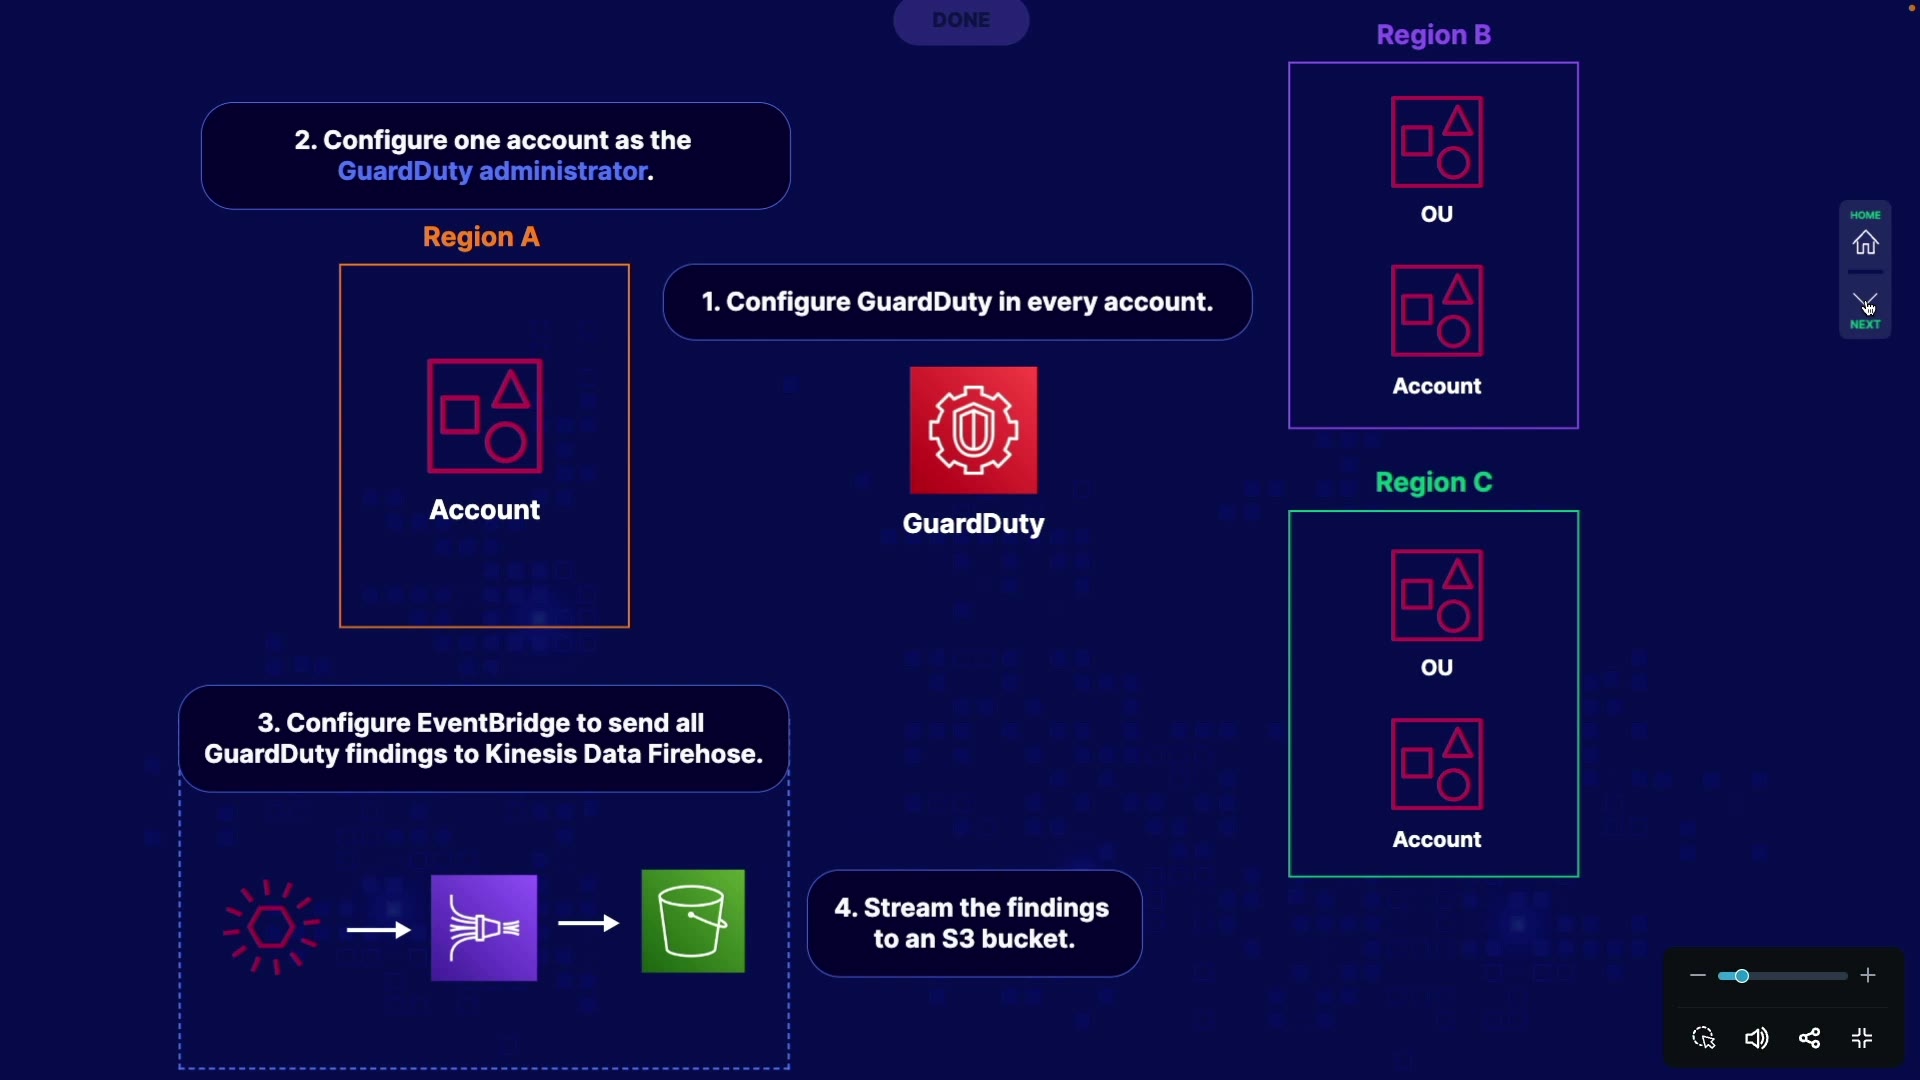 DONE
2. Configure one account as the
GuardDuty administrator.
Region A
Account
1. Configure GuardDuty in every account.
GuardDuty
Region B
OU
Account
Region C
OU
Account
3. Configure EventBridge to send all
GuardDuty findings to Kinesis Data Firehose.
4. Stream the findings
to an S3 bucket.
HOME
NEXT